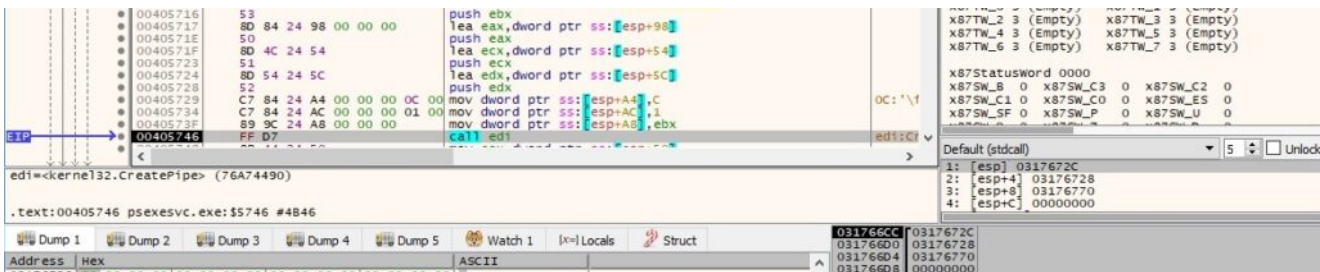 00405716 53 push ebx
00405717 8D 84 24 98 00 00 00 lea eax,dword ptr ss:[esp+98]
0040571E 50 push eax
0040571F 8D 4C 24 54 lea ecx,dword ptr ss:[esp+54]
00405723 51 push ecx
00405724 8D 54 24 5C lea edx,dword ptr ss:[esp+5C]
00405728 52 push edx
00405729 C7 84 24 A4 00 00 00 0C 00 mov dword ptr ss:[esp+A4],C 0C:'\f
00405734 C7 84 24 AC 00 00 00 01 00 mov dword ptr ss:[esp+AC],1
0040573F 89 9C 24 A8 00 00 00 mov dword ptr ss:[esp+A8],ebx
EIP 00405746 FF D7 call edi edi:Cr
edi=<kernel32.CreatePipe> (76A74490)
.text:00405746 psexesvc.exe:$5746 #4B46
x87TW_2 3 (Empty) x87TW_3 3 (Empty)
x87TW_4 3 (Empty) x87TW_5 3 (Empty)
x87TW_6 3 (Empty) x87TW_7 3 (Empty)
x87StatusWord 0000
x87SW_B 0 x87SW_C3 0 x87SW_C2 0
x87SW_C1 0 x87SW_C0 0 x87SW_ES 0
x87SW_SF 0 x87SW_P 0 x87SW_U 0
Default (stdcall) 5 Unlock
1: [esp] 0317672C
2: [esp+4] 03176728
3: [esp+8] 03176770
4: [esp+C] 00000000
Dump 1 Dump 2 Dump 3 Dump 4 Dump 5 Watch 1 [x=] Locals Struct
Address Hex ASCII
031766CC 0317672C
031766D0 03176728
031766D4 03176770
031766D8 00000000